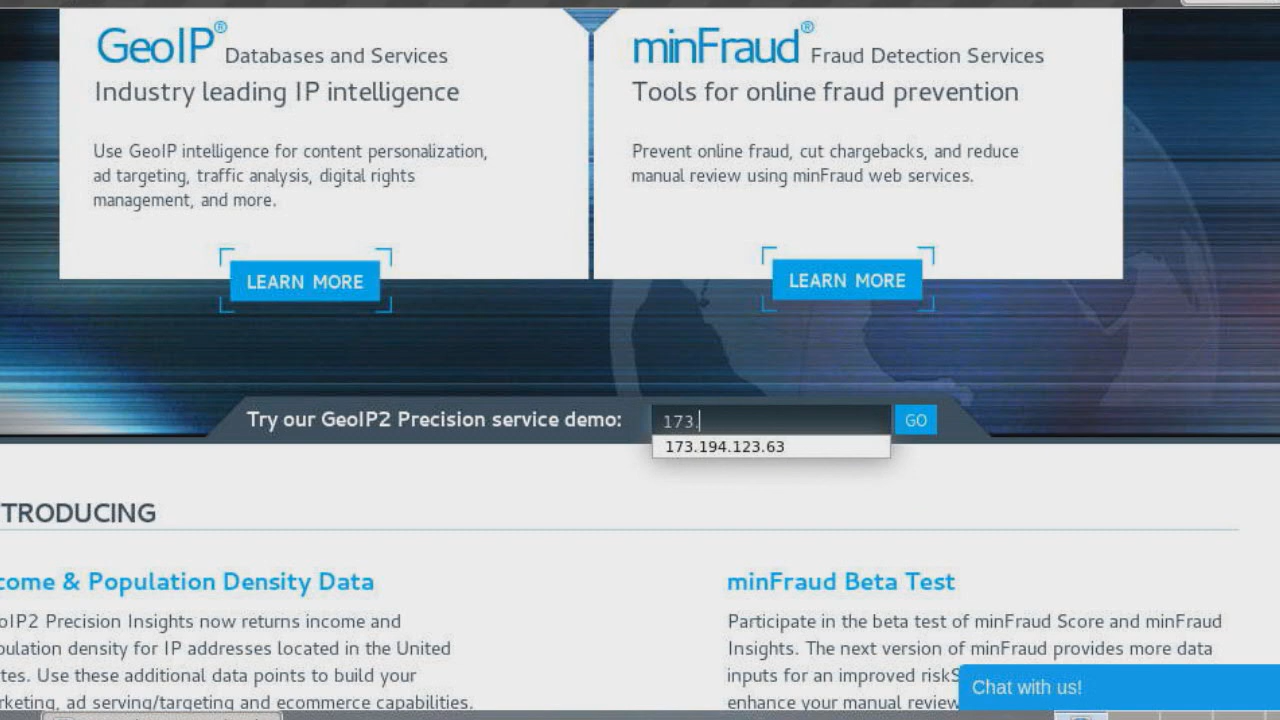 GeoIP® Databases and Services
Industry leading IP intelligence
Use GeoIP intelligence for content personalization,
ad targeting, traffic analysis, digital rights
management, and more.
LEARN MORE
minFraud® Fraud Detection Services
Tools for online fraud prevention
Prevent online fraud, cut chargebacks, and reduce
manual review using minFraud web services.
LEARN MORE
Try our GeoIP2 Precision service demo: 173. GO
173.194.123.63
TRODUCING
come & Population Density Data
oIP2 Precision Insights now returns income and
pulation density for IP addresses located in the United
tes. Use these additional data points to build your
rketing, ad serving/targeting and ecommerce capabilities.
minFraud Beta Test
Participate in the beta test of minFraud Score and minFraud
Insights. The next version of minFraud provides more data
inputs for an improved riskS
enhance your manual review
Chat with us!